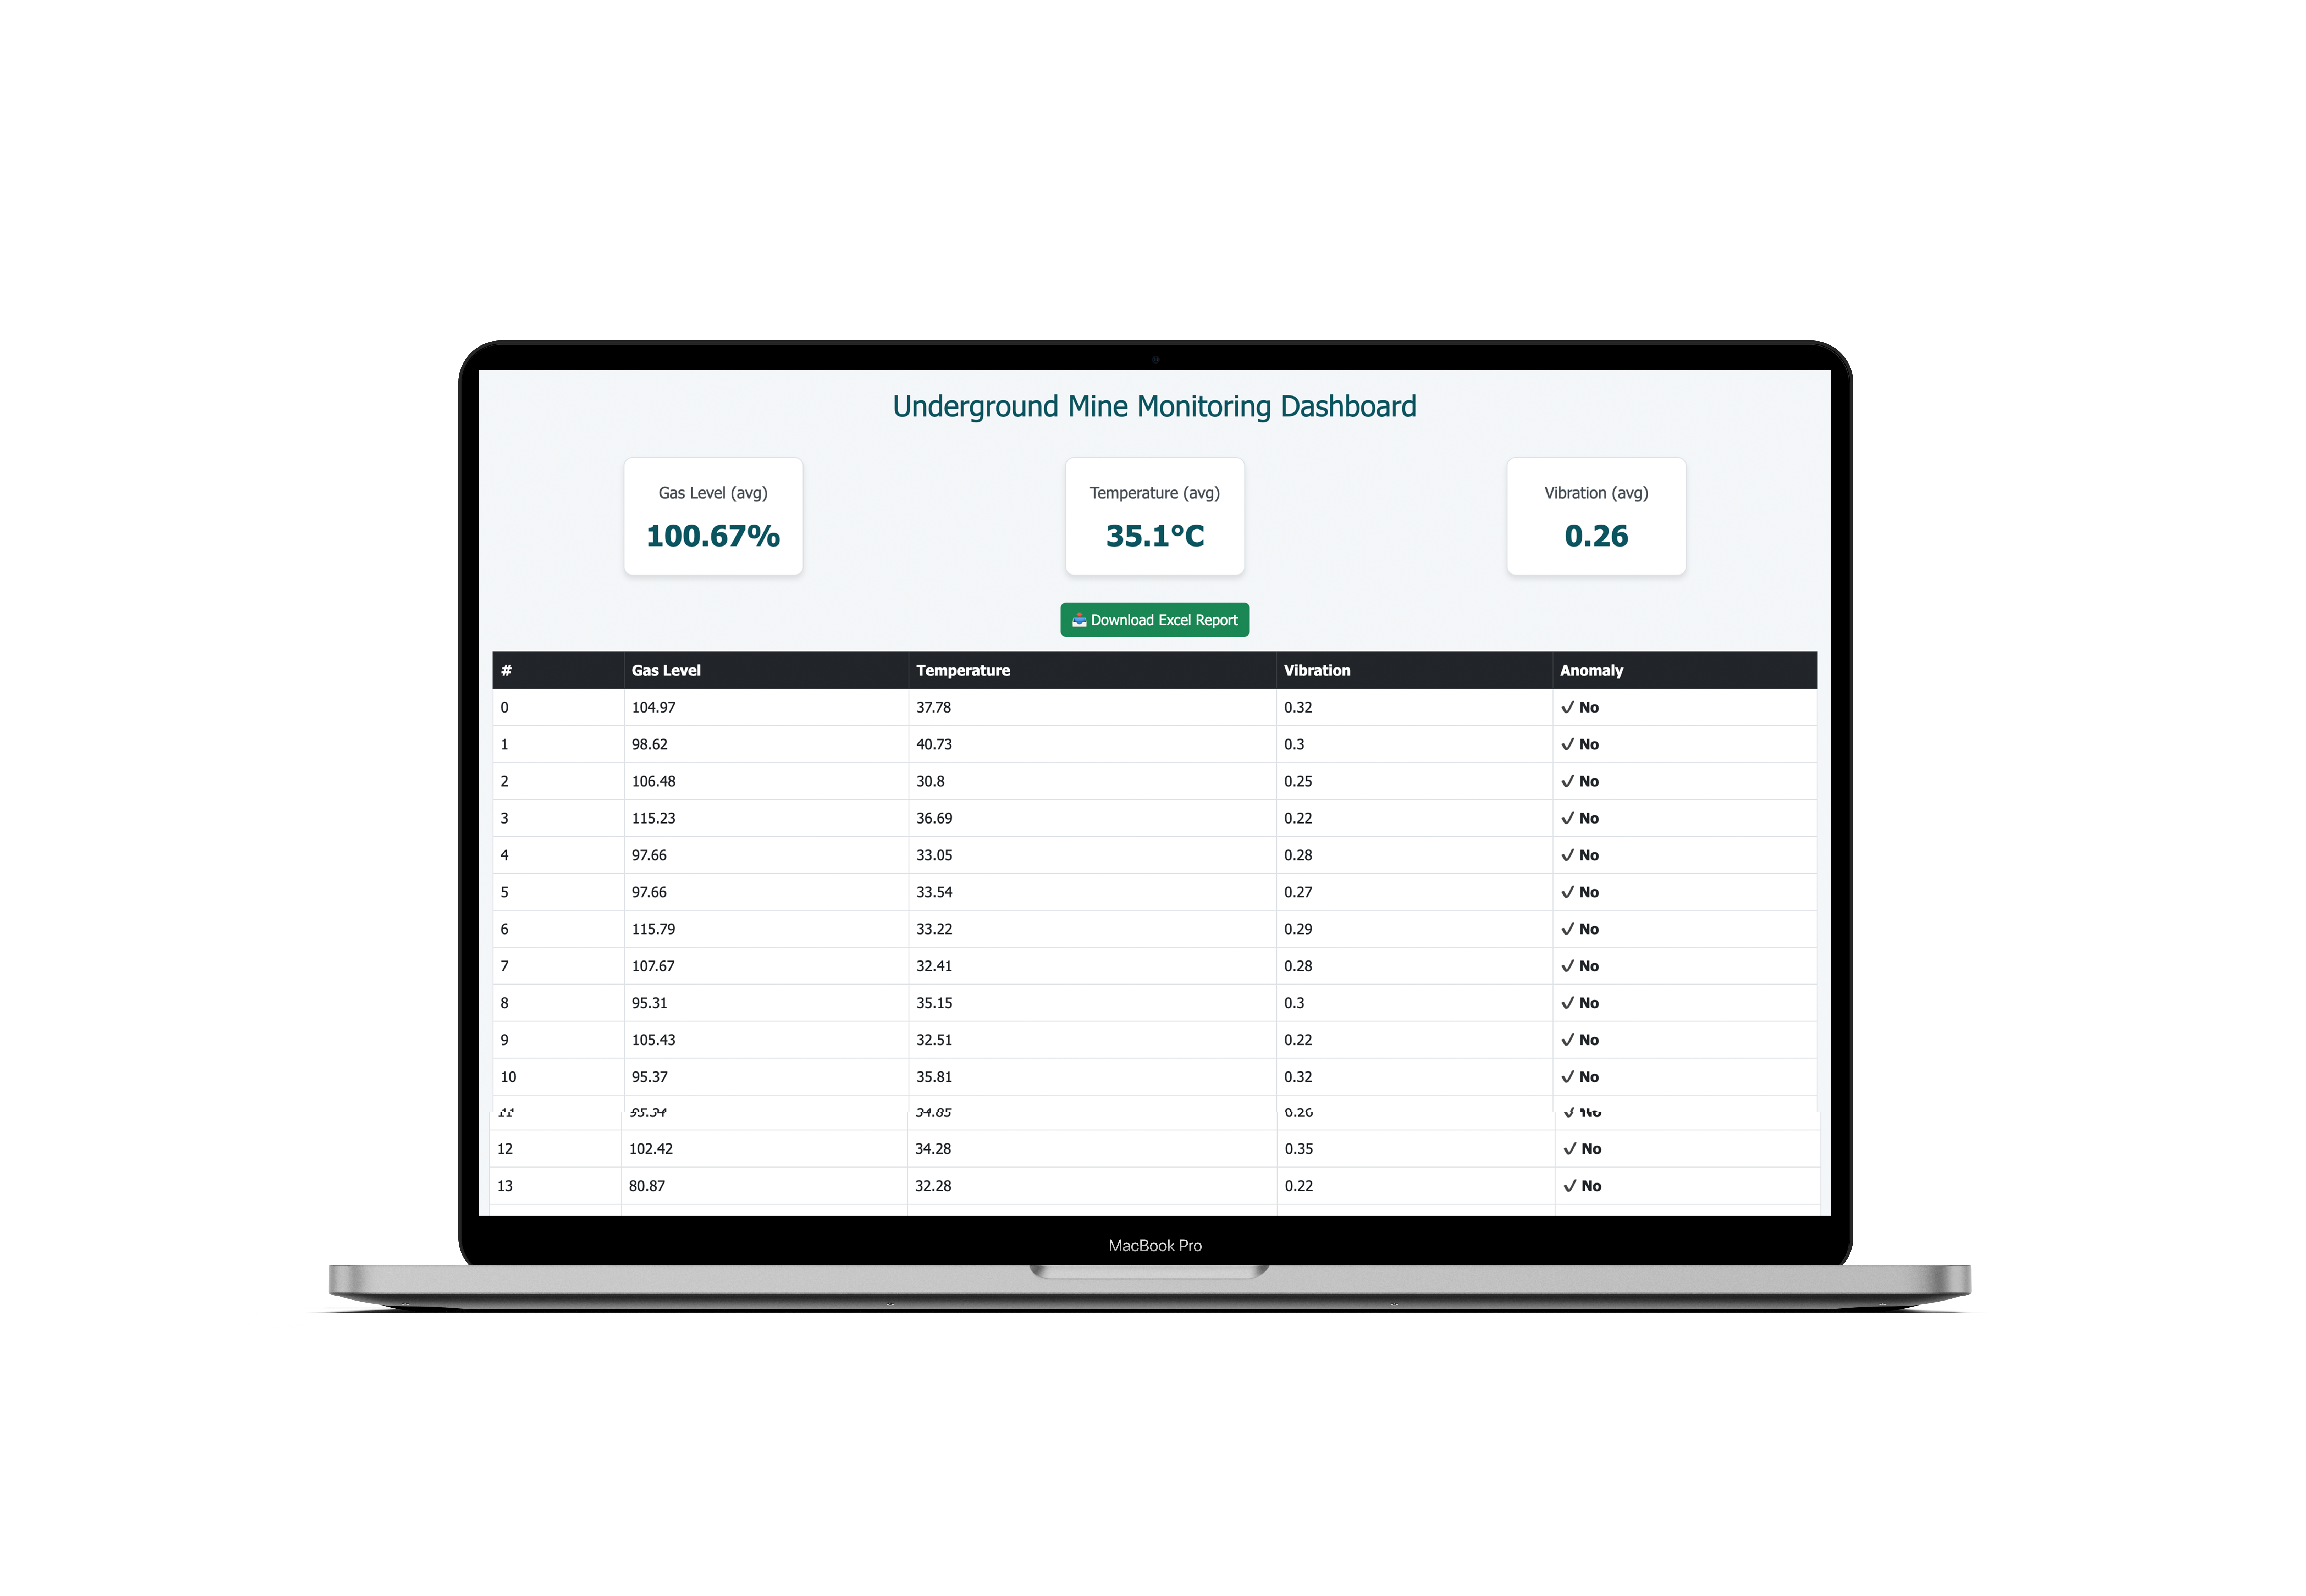 Underground Mine Monitoring Dashboard
Gas Level (avg) Temperature (avg) Vibration (avg)
100.67% 35.1°C 0.26
Download Excel Report
# Gas Level Temperature Vibration Anomaly
0 104.97 37.78 0.32 ✓ No
1 98.62 40.73 0.3 ✓ No
2 106.48 30.8 0.25 ✓ No
3 115.23 36.69 0.22 ✓ No
4 97.66 33.05 0.28 ✓ No
5 97.66 33.54 0.27 ✓ No
6 115.79 33.22 0.29 ✓ No
7 107.67 32.41 0.28 ✓ No
8 95.31 35.15 0.3 ✓ No
9 105.43 32.51 0.22 ✓ No
10 95.37 35.81 0.32 ✓ No
11 ✓ No
12 102.42 34.28 0.35 ✓ No
13 80.87 32.28 0.22 ✓ No
MacBook Pro